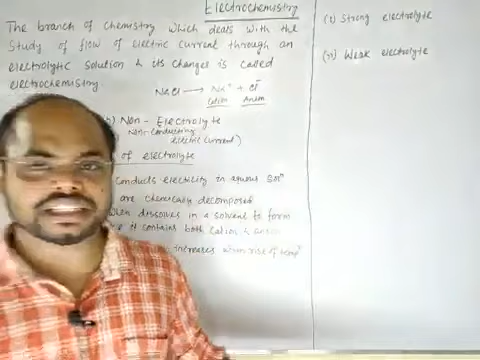 Electrochemistry
The branch of chemistry which deals with the
study of flow of electric current through an
electrolytic solution & its changes is called
electrochemistry
NaCl → Na⁺ + Cl⁻
Cation Anion
b) Non - Electrolyte
Non-Conducting
electric current)
of electrolyte
Conducts electricity in aqueous Solⁿ
are chemically decomposed
When dissolves in a solvent to form
it contains both Cation & anion
increases when rise of tempʳ
(i) Strong electrolyte
(ii) Weak electrolyte